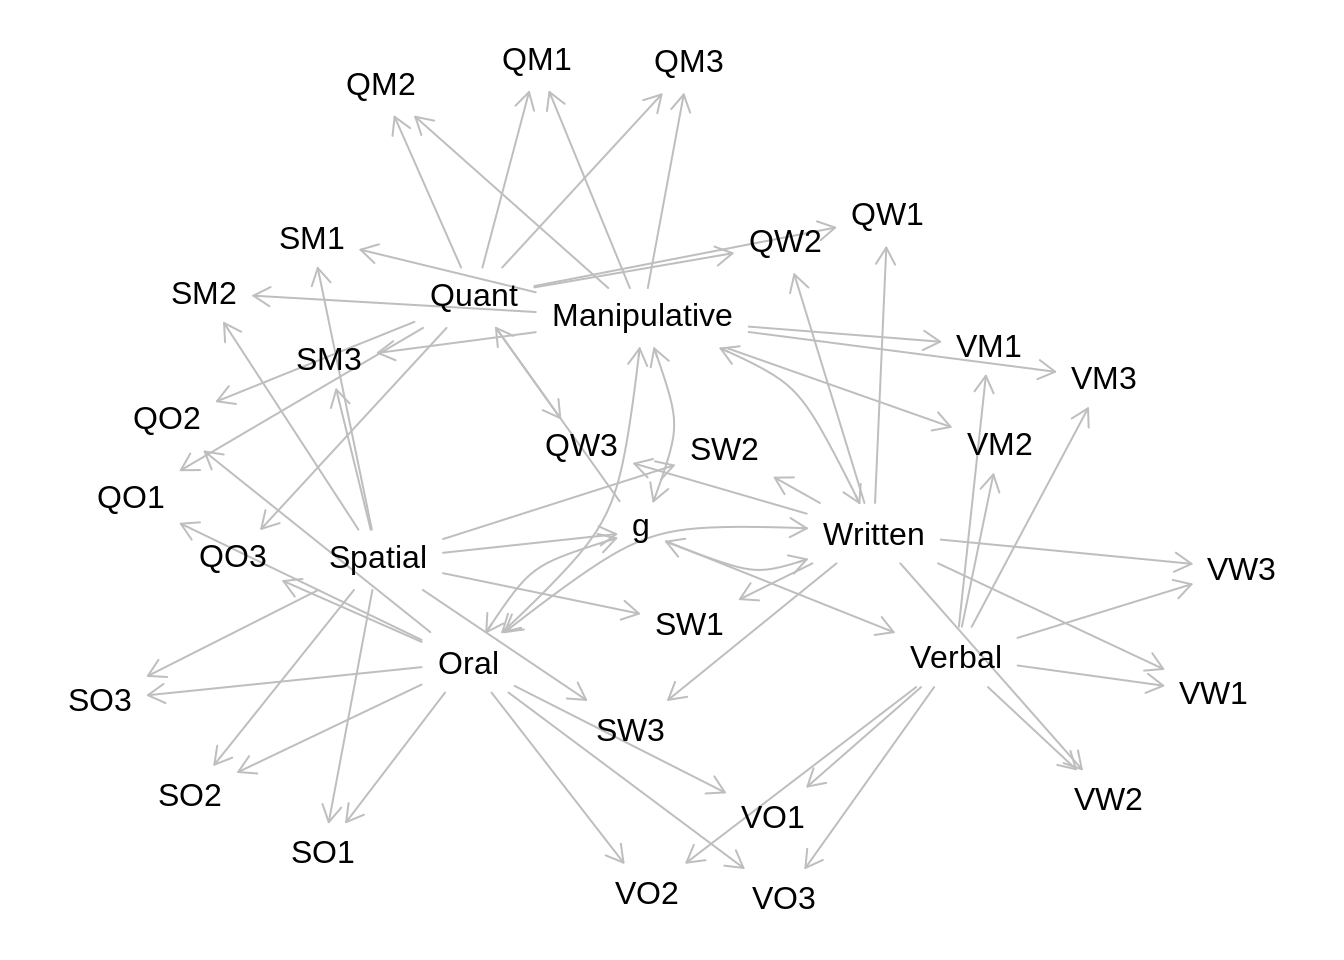 QM1
QM3
QM2
QW1
SM1
QW2
SM2
Quant
Manipulative
VM1
SM3
VM3
QO2
QW3
SW2
VM2
QO1
g
Written
QO3
Spatial
VW3
SW1
Oral
Verbal
SO3
VW1
SW3
SO2
VW2
VO1
SO1
VO2
VO3